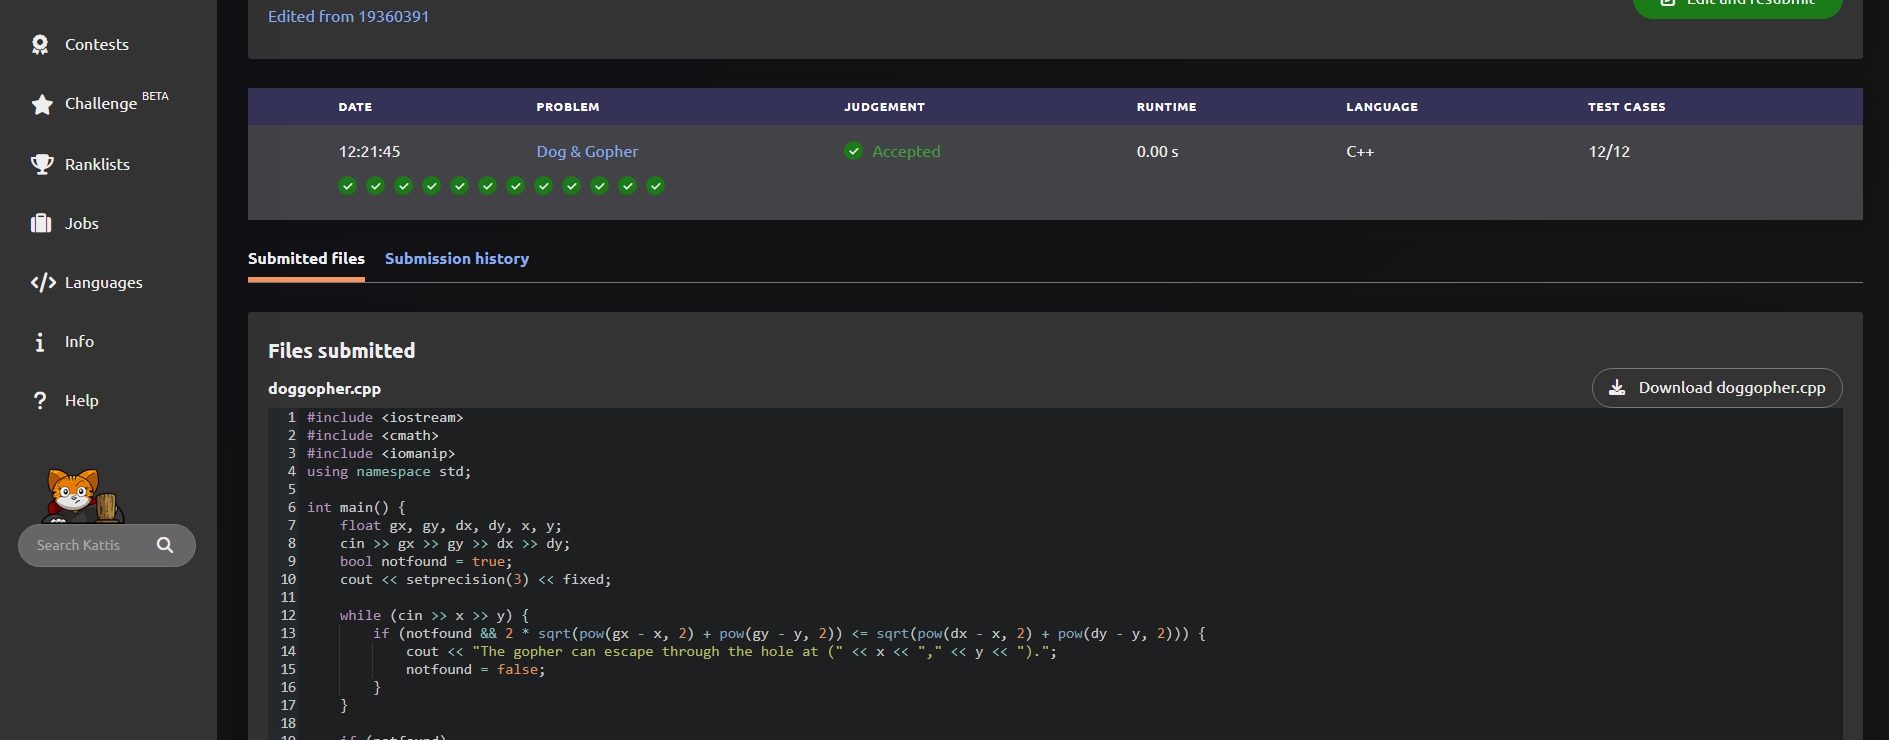 Edited from 19360391
Edit and resubmit
Contests
Challenge BETA
Ranklists
Jobs
Languages
Info
Help
Search Kattis
DATE PROBLEM JUDGEMENT RUNTIME LANGUAGE TEST CASES
12:21:45 Dog & Gopher Accepted 0.00 s C++ 12/12
Submitted files Submission history
Files submitted
doggopher.cpp
Download doggopher.cpp
1 #include <iostream>
2 #include <cmath>
3 #include <iomanip>
4 using namespace std;
5
6 int main() {
7     float gx, gy, dx, dy, x, y;
8     cin >> gx >> gy >> dx >> dy;
9     bool notfound = true;
10     cout << setprecision(3) << fixed;
11
12     while (cin >> x >> y) {
13         if (notfound && 2 * sqrt(pow(gx - x, 2) + pow(gy - y, 2)) <= sqrt(pow(dx - x, 2) + pow(dy - y, 2))) {
14             cout << "The gopher can escape through the hole at (" << x << "," << y << ").";
15             notfound = false;
16         }
17     }
18
19     if (notfound)